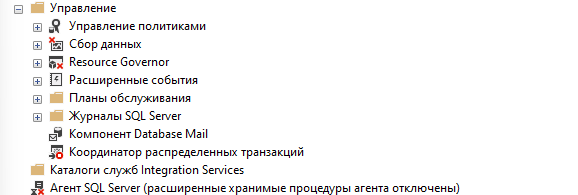 Управление
Управление политиками
Сбор данных
Resource Governor
Расширенные события
Планы обслуживания
Журналы SQL Server
Компонент Database Mail
Координатор распределенных транзакций
Каталоги служб Integration Services
Агент SQL Server (расширенные хранимые процедуры агента отключены)